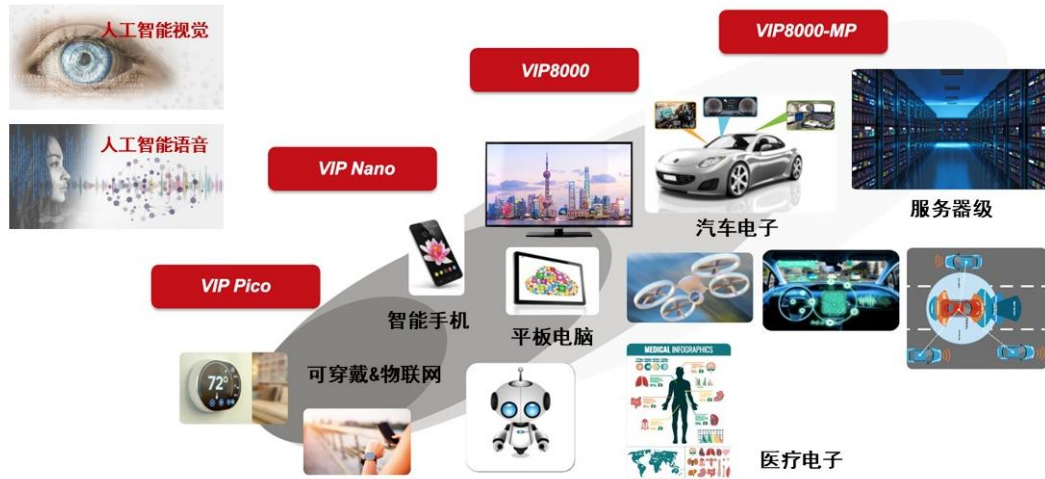 人工智能视觉
人工智能语音
VIP8000-MP
VIP8000
VIP Nano
VIP Pico
汽车电子
服务器级
智能手机
平板电脑
可穿戴&物联网
72°
MEDICAL INFOGRAPHICS
医疗电子